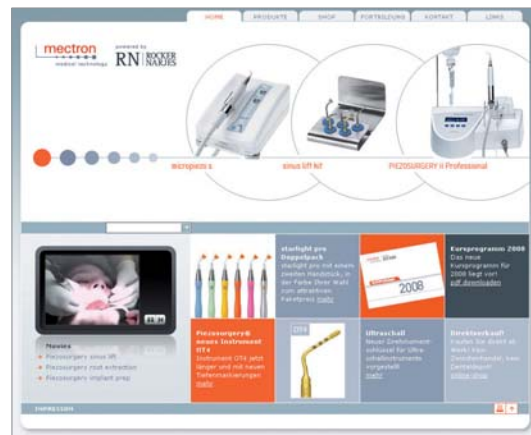 HOME PRODUKTE SHOP FORTBILDUNG KONTAKT LINKS
mectron
medical technology
powered by
RN ROCKER
NARJES
micropiezo s
sinus lift kit
PIEZOSURGERY II Professional
starlight pro
Doppelpack
starlight pro mit einem
zweiten Handstück, in
der Farbe Ihrer Wahl
zum attraktiven
Paketpreis mehr
2008
Kursprogramm 2008
Das neue
Kursprogramm für
2008 liegt vor!
pdf downloaden
Movies
Piezosurgery sinus lift
Piezosurgery root extraction
Piezosurgery implant prep
Piezosurgery®
neues Instrument
OT4
Instrument OT4 jetzt
länger und mit neuen
Tiefenmarkierungen
mehr
OT4
Ultraschall
Neuer Drehmoment-
schlüssel für Ultra-
schallinstrumente
vorgestellt
mehr
Direktverkauf!
Kaufen Sie direkt ab
Werk! kein
Zwischenhandel, kein
Dentaldepot!
online-shop
IMPRESSUM